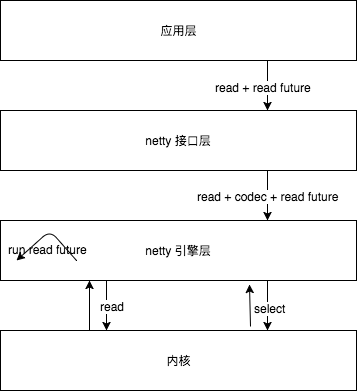 应用层
read + read future
netty 接口层
read + codec + read future
run read future
netty 引擎层
read
select
内核